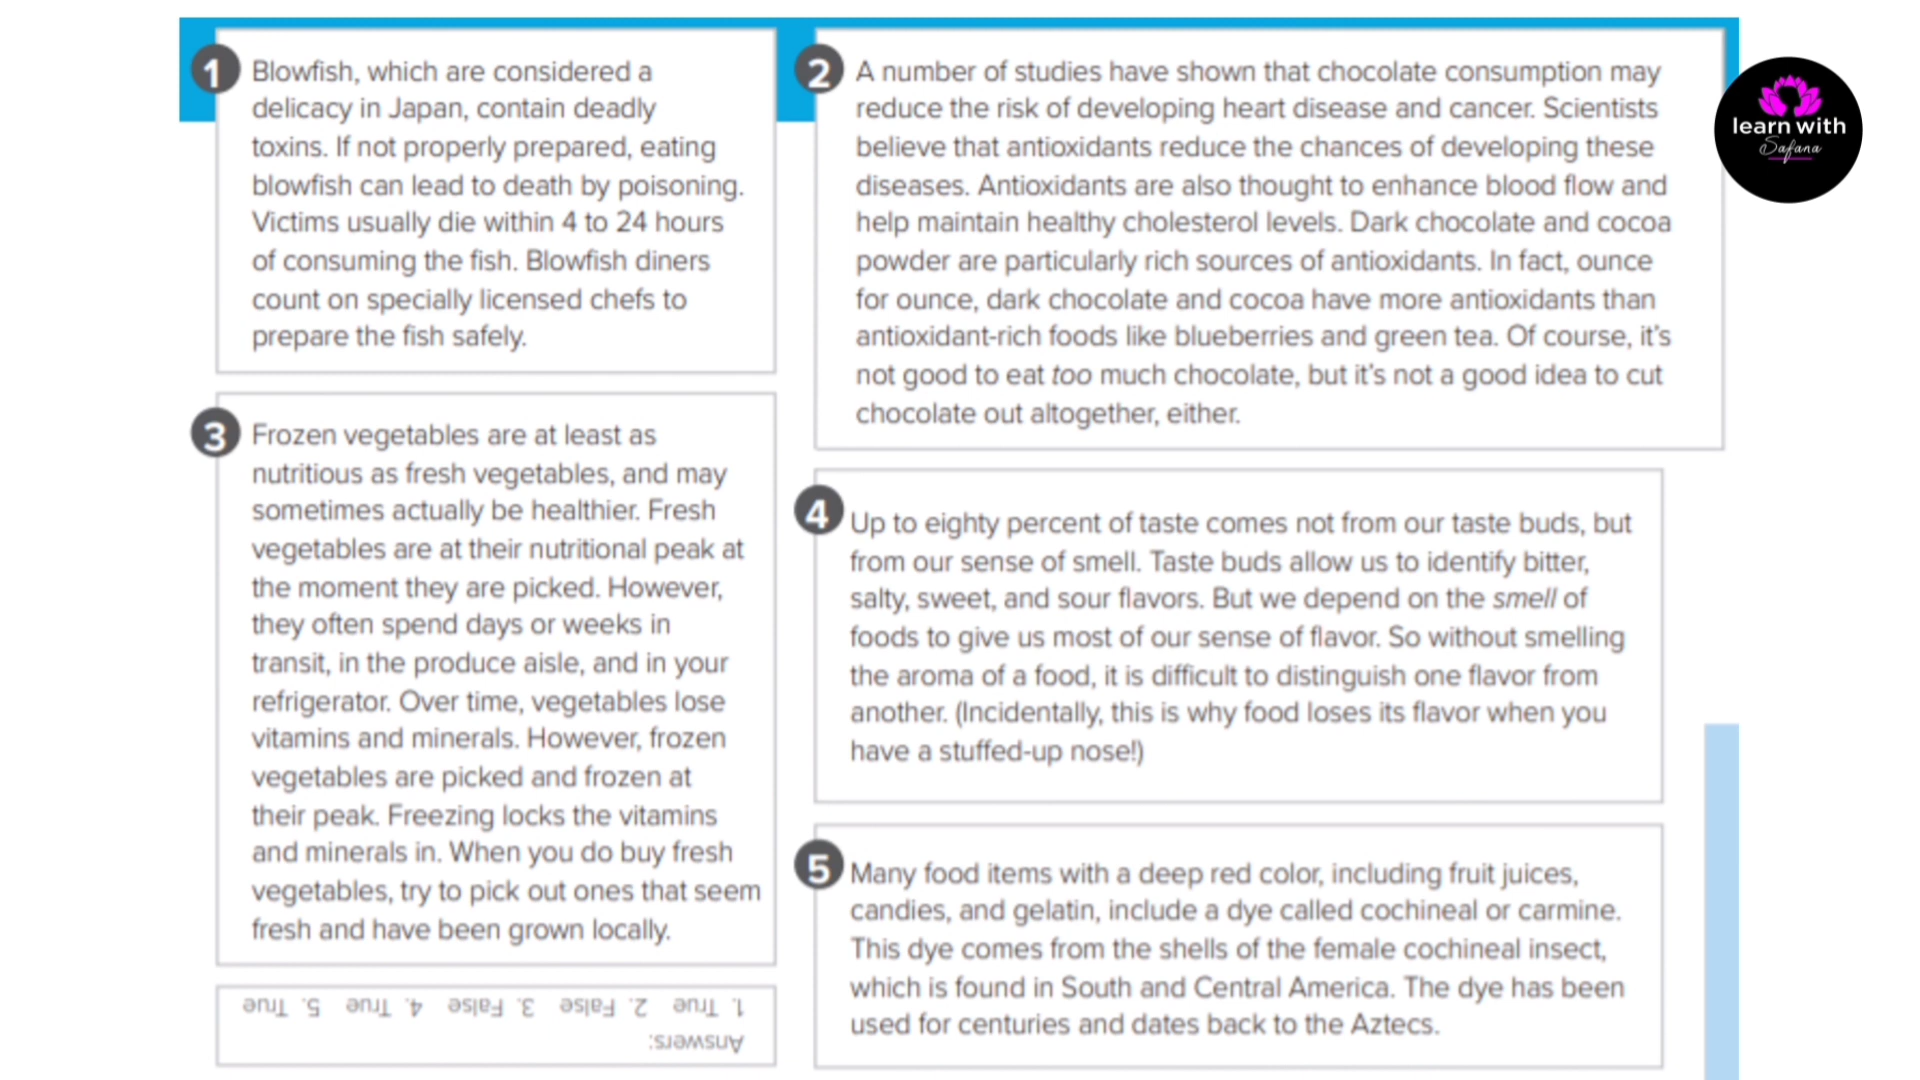 1
Blowfish, which are considered a
delicacy in Japan, contain deadly
toxins. If not properly prepared, eating
blowfish can lead to death by poisoning.
Victims usually die within 4 to 24 hours
of consuming the fish. Blowfish diners
count on specially licensed chefs to
prepare the fish safely.
2
A number of studies have shown that chocolate consumption may
reduce the risk of developing heart disease and cancer. Scientists
believe that antioxidants reduce the chances of developing these
diseases. Antioxidants are also thought to enhance blood flow and
help maintain healthy cholesterol levels. Dark chocolate and cocoa
powder are particularly rich sources of antioxidants. In fact, ounce
for ounce, dark chocolate and cocoa have more antioxidants than
antioxidant-rich foods like blueberries and green tea. Of course, it's
not good to eat too much chocolate, but it's not a good idea to cut
chocolate out altogether, either.
learn with
Safana
3
Frozen vegetables are at least as
nutritious as fresh vegetables, and may
sometimes actually be healthier. Fresh
vegetables are at their nutritional peak at
the moment they are picked. However,
they often spend days or weeks in
transit, in the produce aisle, and in your
refrigerator. Over time, vegetables lose
vitamins and minerals. However, frozen
vegetables are picked and frozen at
their peak. Freezing locks the vitamins
and minerals in. When you do buy fresh
vegetables, try to pick out ones that seem
fresh and have been grown locally.
4
Up to eighty percent of taste comes not from our taste buds, but
from our sense of smell. Taste buds allow us to identify bitter,
salty, sweet, and sour flavors. But we depend on the smell of
foods to give us most of our sense of flavor. So without smelling
the aroma of a food, it is difficult to distinguish one flavor from
another. (Incidentally, this is why food loses its flavor when you
have a stuffed-up nose!)
5
Many food items with a deep red color, including fruit juices,
candies, and gelatin, include a dye called cochineal or carmine.
This dye comes from the shells of the female cochineal insect,
which is found in South and Central America. The dye has been
used for centuries and dates back to the Aztecs.
Answers:
1. True 2. False 3. False 4. True 5. True